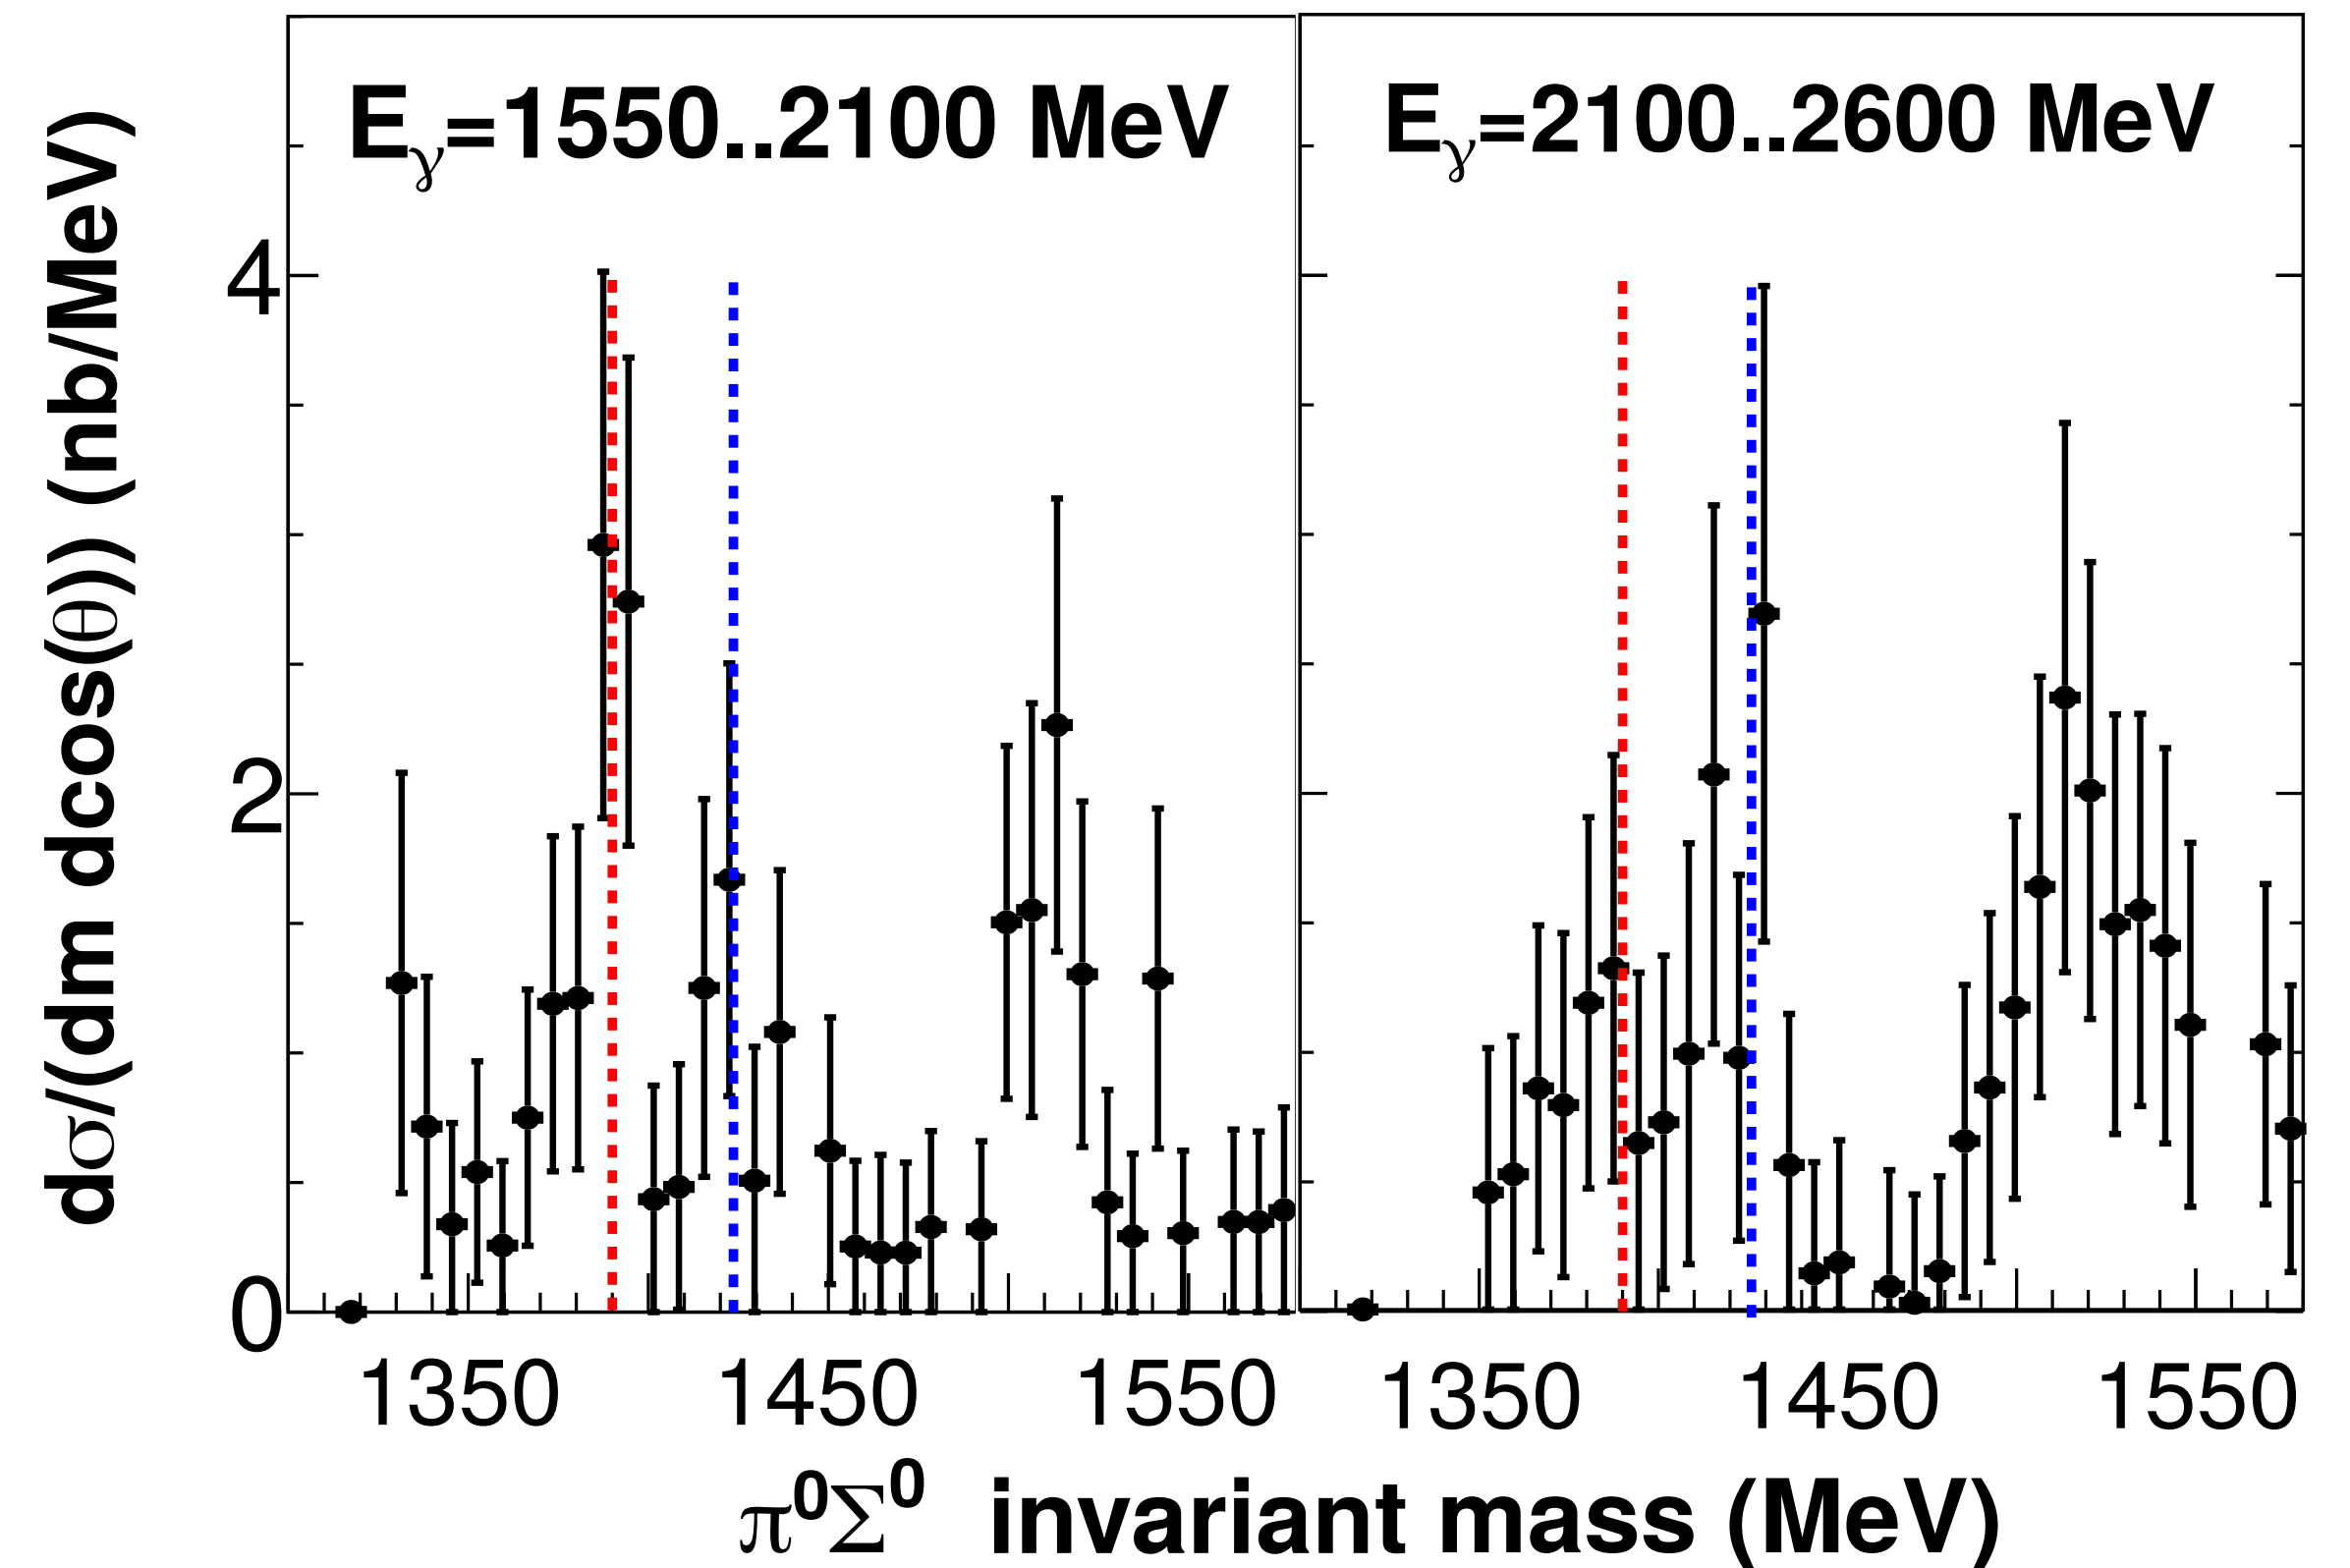 Eγ=1550..2100 MeV
Eγ=2100..2600 MeV
dσ/(dm dcos(θ)) (nb/MeV)
4
2
0
1350 1450 1550
1350 1450 1550
π⁰Σ⁰ invariant mass (MeV)